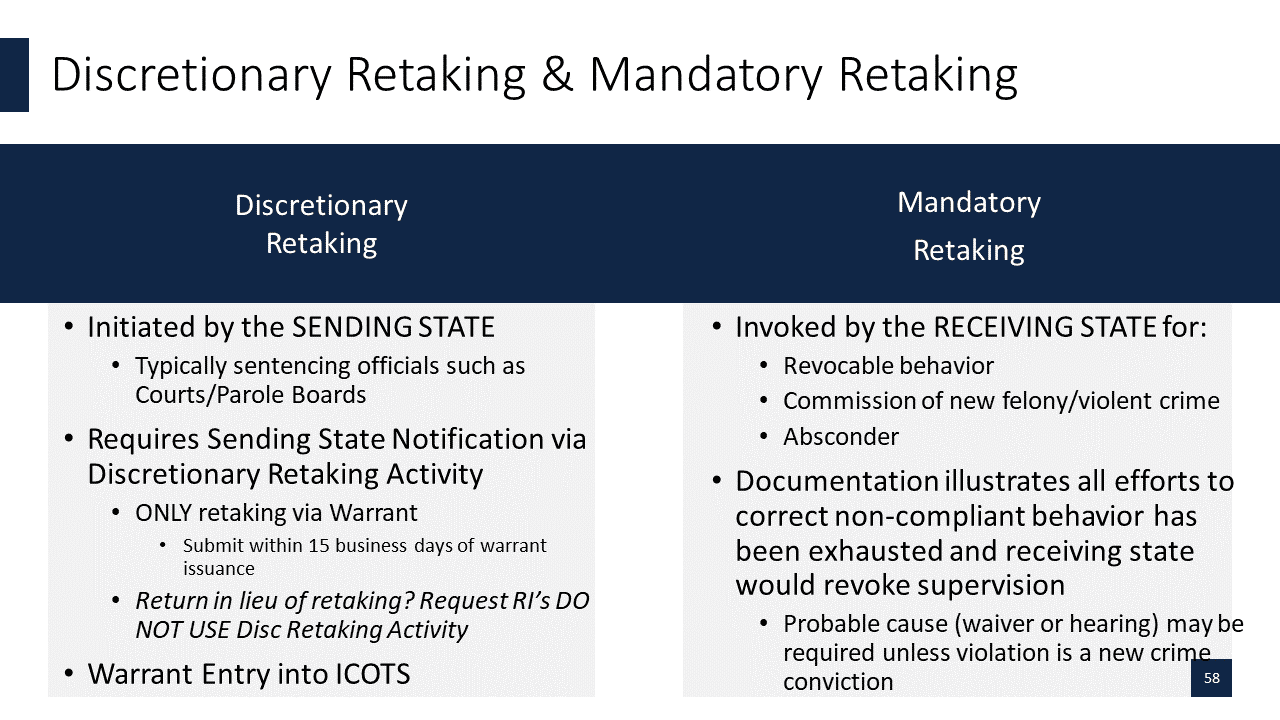 Discretionary Retaking & Mandatory Retaking
Discretionary
Retaking
• Initiated by the SENDING STATE
• Typically sentencing officials such as
Courts/Parole Boards
• Requires Sending State Notification via
Discretionary Retaking Activity
• ONLY retaking via Warrant
• Submit within 15 business days of warrant
issuance
• Return in lieu of retaking? Request RI’s DO
NOT USE Disc Retaking Activity
• Warrant Entry into ICOTS
Mandatory
Retaking
• Invoked by the RECEIVING STATE for:
• Revocable behavior
• Commission of new felony/violent crime
• Absconder
• Documentation illustrates all efforts to
correct non-compliant behavior has
been exhausted and receiving state
would revoke supervision
• Probable cause (waiver or hearing) may be
required unless violation is a new crime
conviction
58